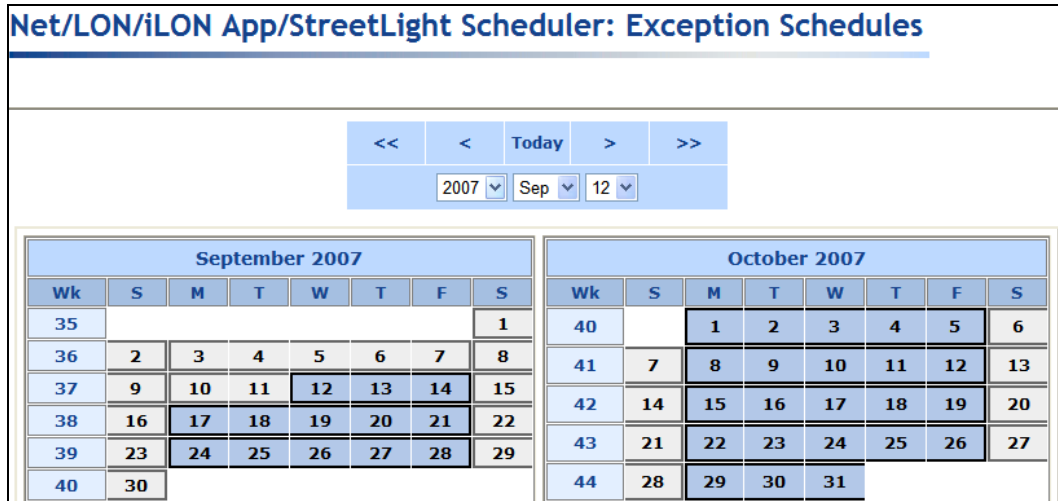 Net/LON/iLON App/StreetLight Scheduler: Exception Schedules
<< < Today > >>
2007 Sep 12
September 2007
Wk S M T W T F S
35 1
36 2 3 4 5 6 7 8
37 9 10 11 12 13 14 15
38 16 17 18 19 20 21 22
39 23 24 25 26 27 28 29
40 30
October 2007
Wk S M T W T F S
40 1 2 3 4 5 6
41 7 8 9 10 11 12 13
42 14 15 16 17 18 19 20
43 21 22 23 24 25 26 27
44 28 29 30 31